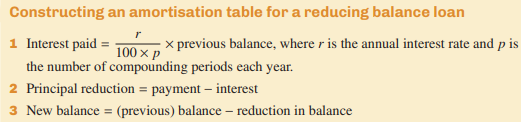 Constructing an amortisation table for a reducing balance loan
1 Interest paid = r / (100 × p) × previous balance, where r is the annual interest rate and p is
the number of compounding periods each year.
2 Principal reduction = payment – interest
3 New balance = (previous) balance – reduction in balance